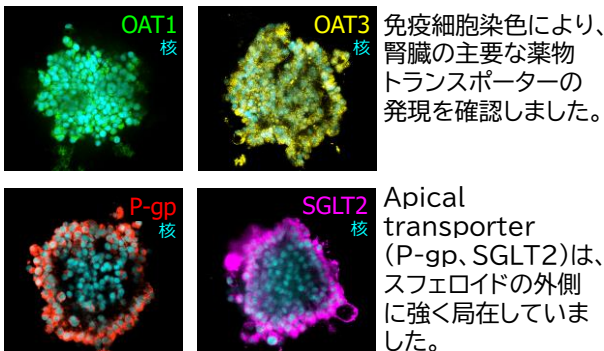 OAT1
核
OAT3
核
免疫細胞染色により、
腎臓の主要な薬物
トランスポーターの
発現を確認しました。
P-gp
核
SGLT2
核
Apical
transporter
(P-gp、SGLT2)は、
スフェロイドの外側
に強く局在していま
した。